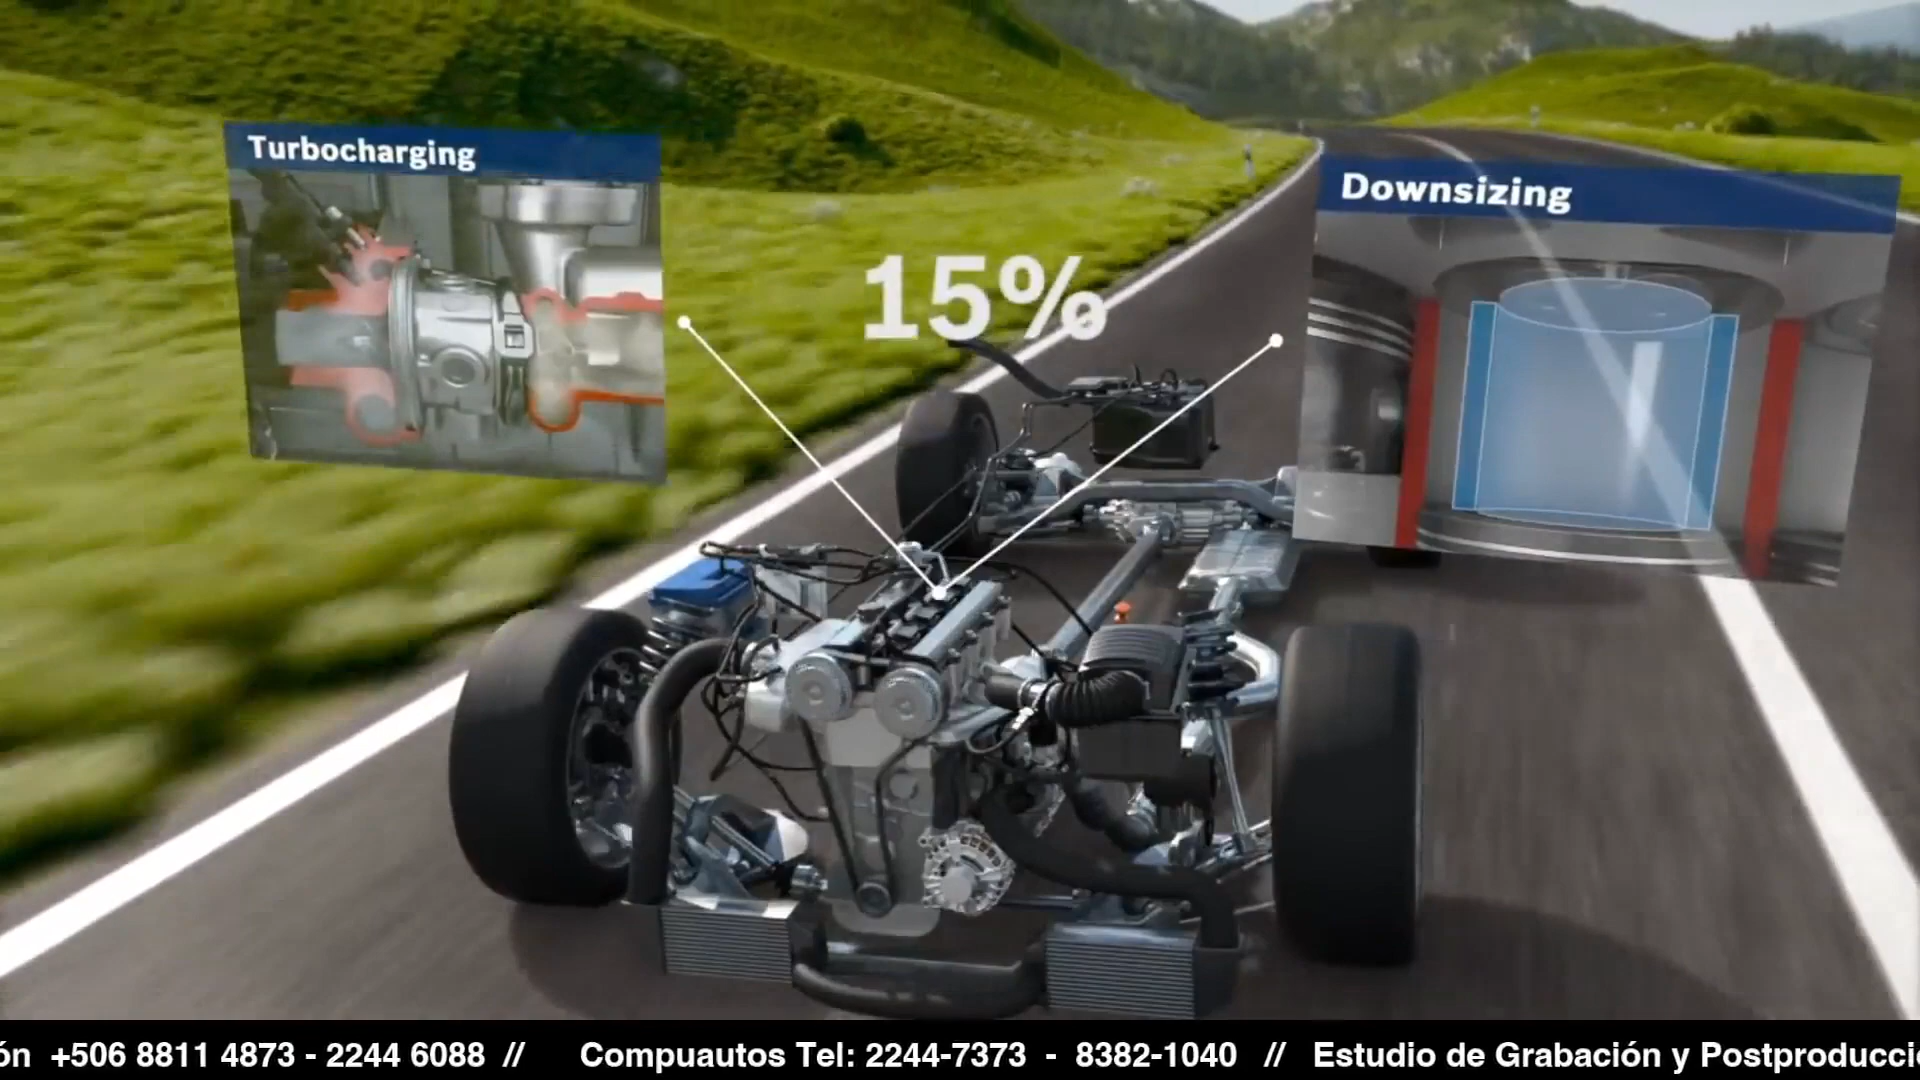 Turbocharging
Downsizing
15%
ón +506 8811 4873 - 2244 6088 // Compuautos Tel: 2244-7373 - 8382-1040 // Estudio de Grabación y Postproducci